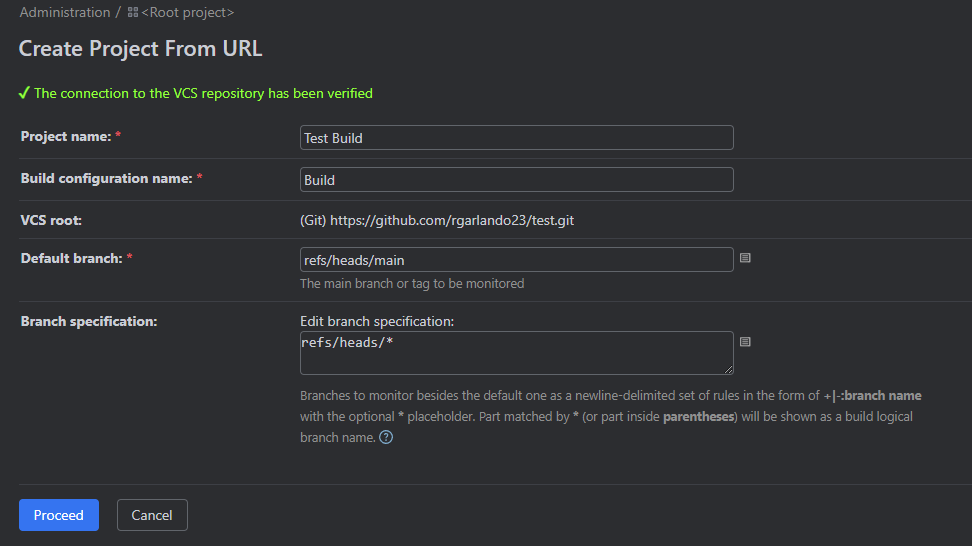 Administration / <Root project>
Create Project From URL
The connection to the VCS repository has been verified
Project name: * Test Build
Build configuration name: * Build
VCS root: (Git) https://github.com/rgarlando23/test.git
Default branch: * refs/heads/main
The main branch or tag to be monitored
Branch specification: Edit branch specification:
refs/heads/*
Branches to monitor besides the default one as a newline-delimited set of rules in the form of +|-:branch name
with the optional * placeholder. Part matched by * (or part inside parentheses) will be shown as a build logical
branch name. ?
Proceed Cancel